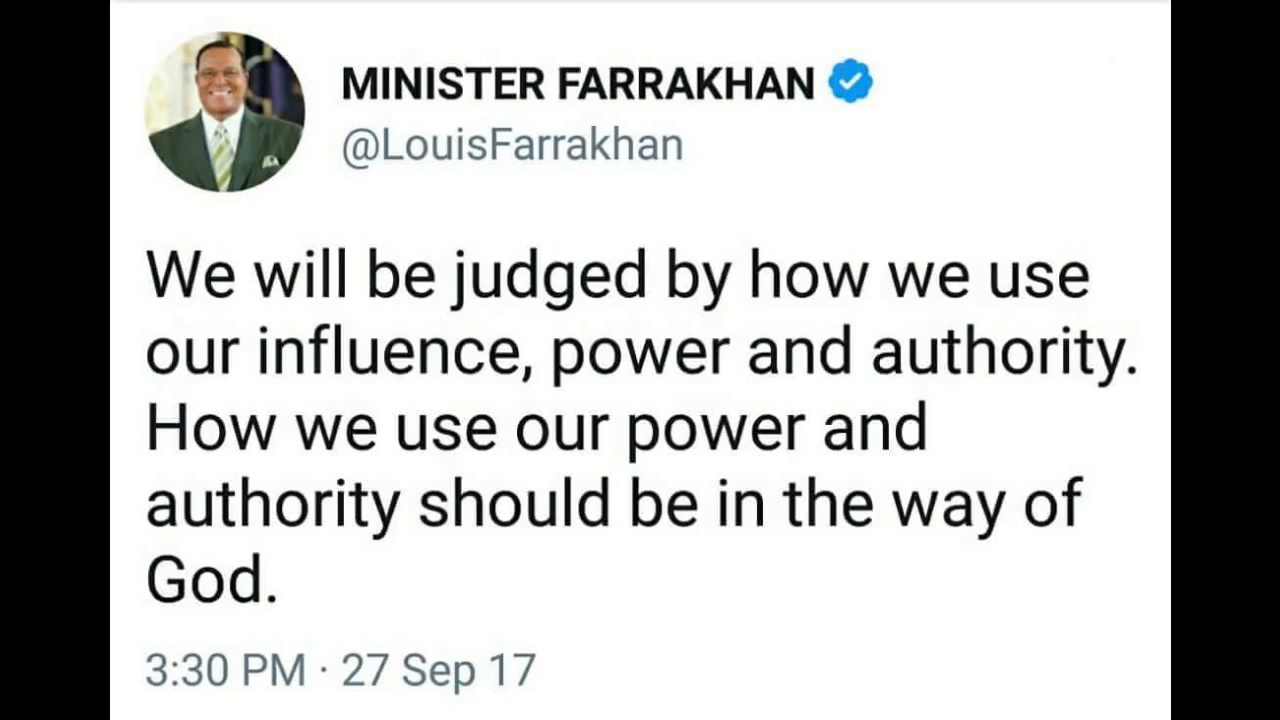 MINISTER FARRAKHAN
@LouisFarrakhan
We will be judged by how we use
our influence, power and authority.
How we use our power and
authority should be in the way of
God.
3:30 PM · 27 Sep 17